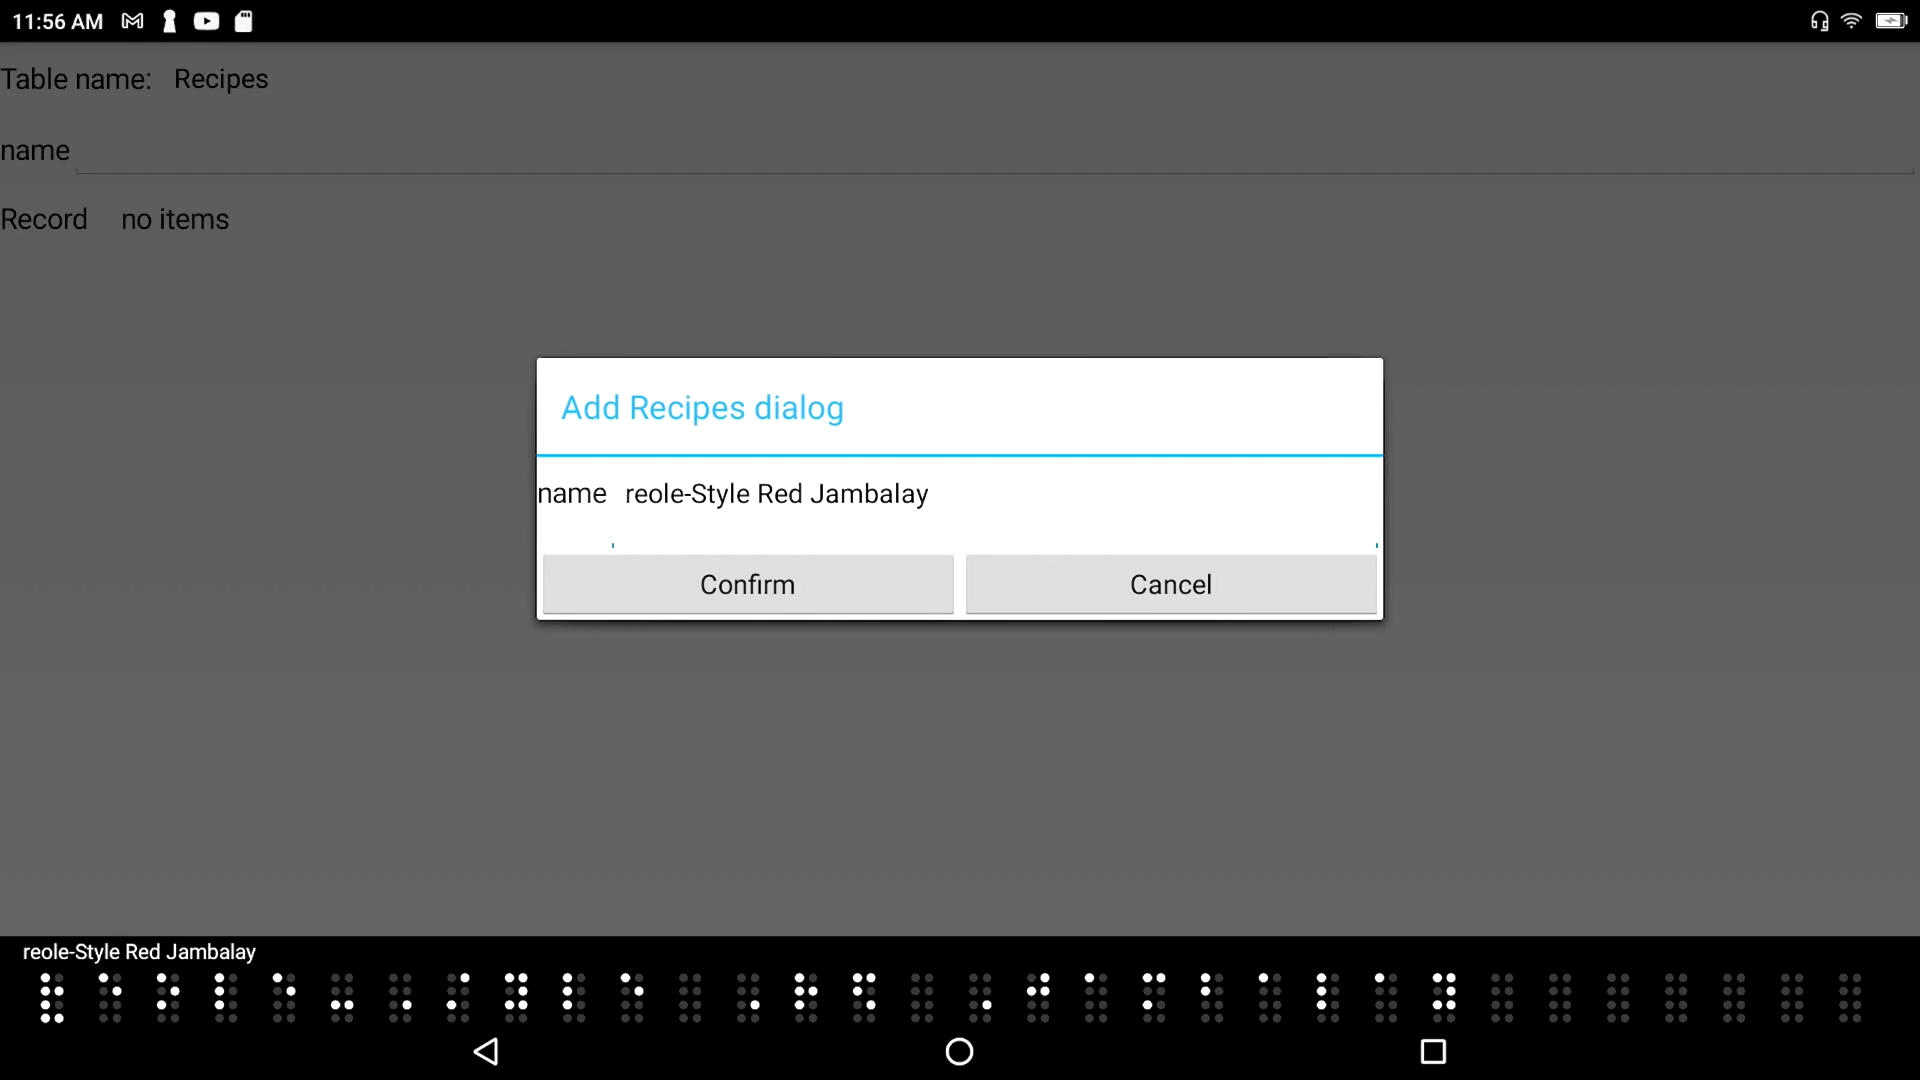 11:56 AM
Table name: Recipes
name
Record no items
Add Recipes dialog
name reole-Style Red Jambalay
Confirm Cancel
reole-Style Red Jambalay